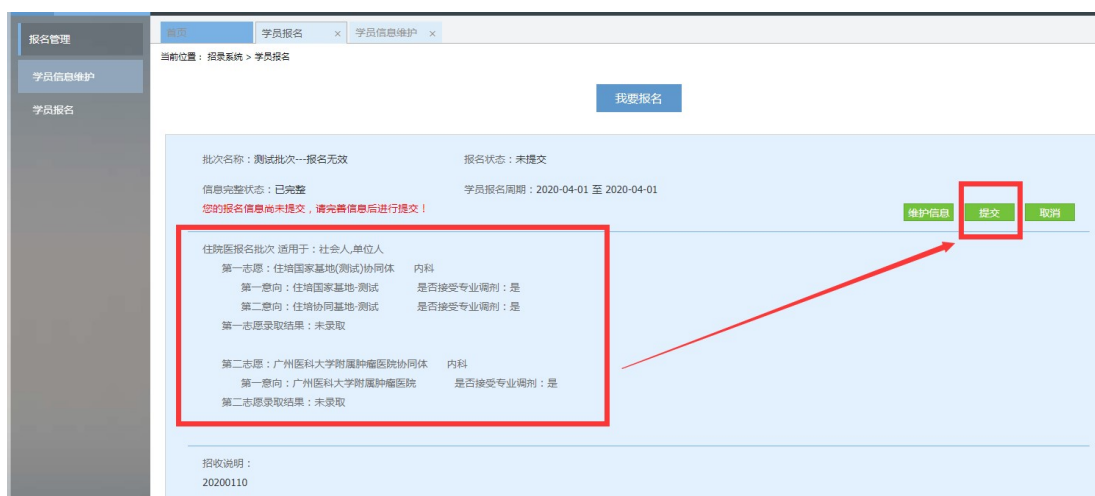 报名管理
学员信息维护
学员报名
首页 学员报名 × 学员信息维护 ×
当前位置：招录系统 > 学员报名
我要报名
批次名称：测试批次---报名无效 报名状态：未提交
信息完整状态：已完整 学员报名周期：2020-04-01 至 2020-04-01
您的报名信息尚未提交，请完善信息后进行提交！
维护信息 提交 取消
住院医报名批次 适用于：社会人,单位人
第一志愿：住培国家基地(测试)协同体 内科
第一意向：住培国家基地-测试 是否接受专业调剂：是
第二意向：住培协同基地-测试 是否接受专业调剂：是
第一志愿录取结果：未录取
第二志愿：广州医科大学附属肿瘤医院协同体 内科
第一意向：广州医科大学附属肿瘤医院 是否接受专业调剂：是
第二志愿录取结果：未录取
招收说明：
20200110